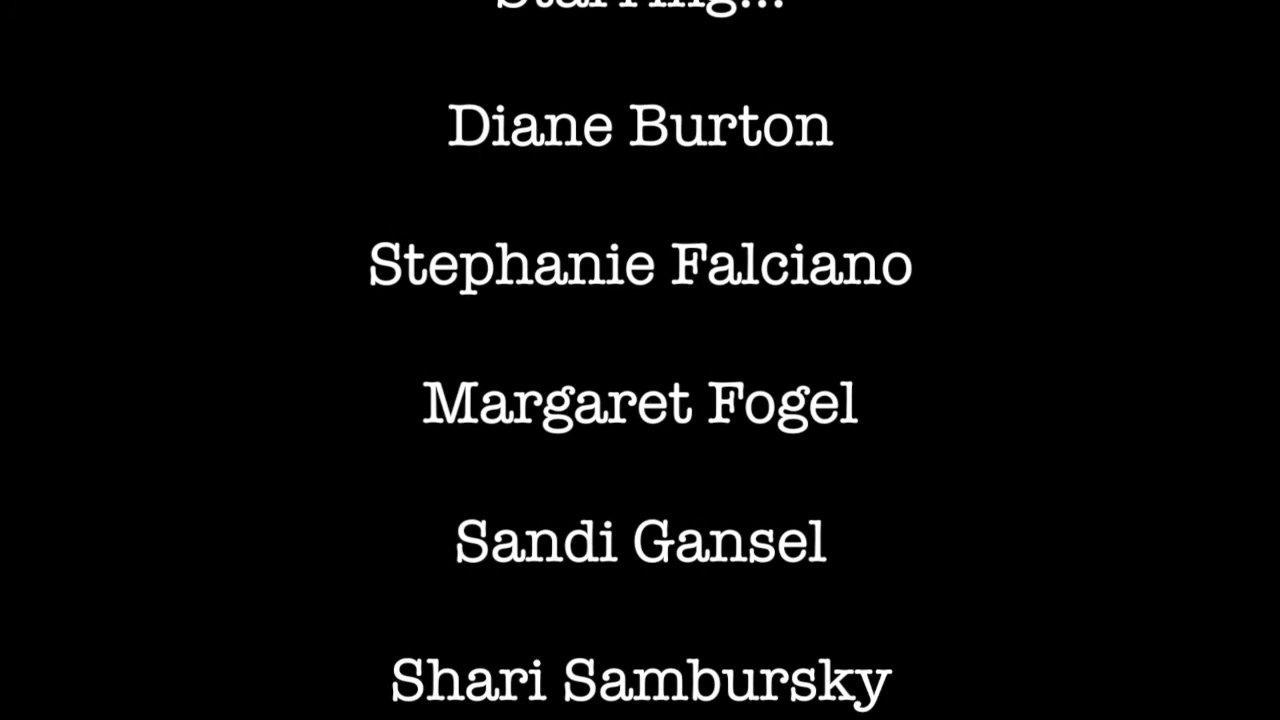 Starring...
Diane Burton
Stephanie Falciano
Margaret Fogel
Sandi Gansel
Shari Sambursky